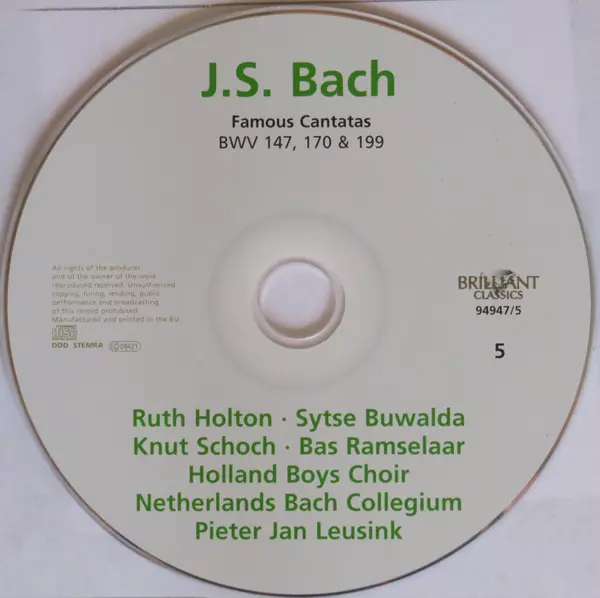 J.S. Bach
Famous Cantatas
BWV 147, 170 & 199
All rights of the producer
and of the owner of the work
reproduced reserved. Unauthorized
copying, hiring, lending, public
performance and broadcasting
of this record prohibited.
Manufactured and printed in the EU
DDD STEMRA LC-09421
BRILLIANT
CLASSICS
94947/5
5
Ruth Holton · Sytse Buwalda
Knut Schoch · Bas Ramselaar
Holland Boys Choir
Netherlands Bach Collegium
Pieter Jan Leusink